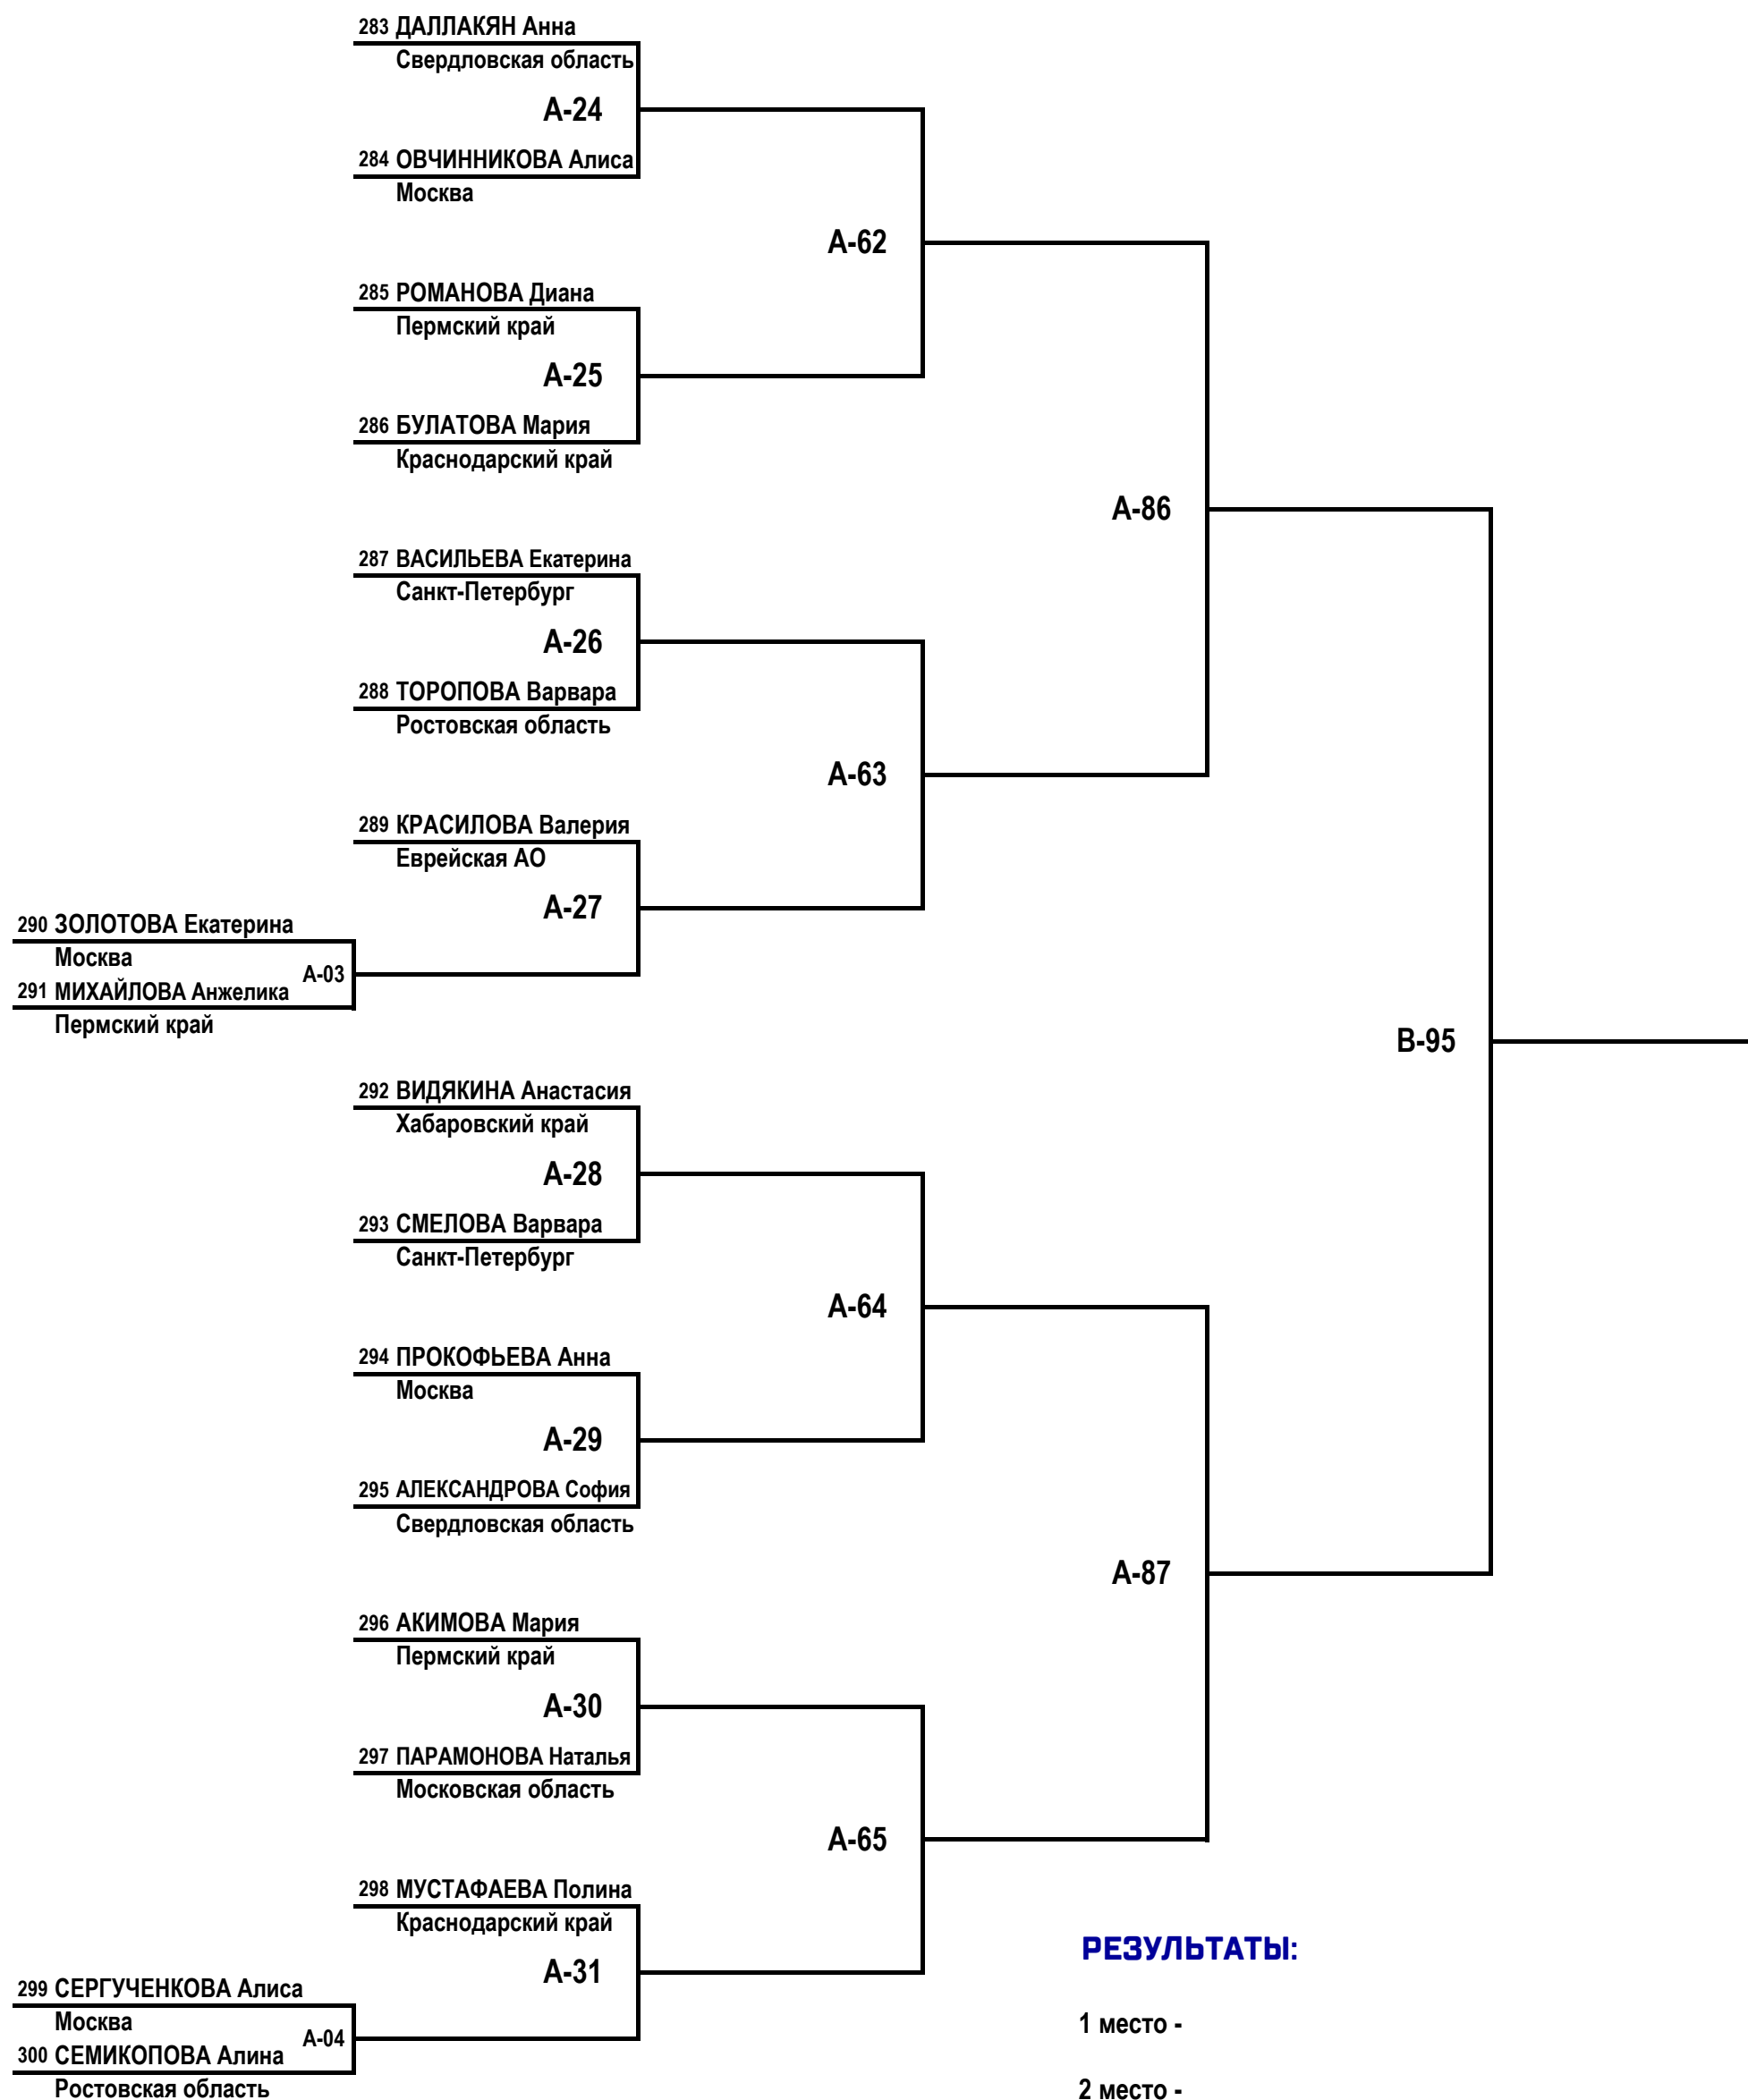 283 ДАЛЛАКЯН Анна
Свердловская область
А-24
284 ОВЧИННИКОВА Алиса
Москва
А-62
285 РОМАНОВА Диана
Пермский край
А-25
286 БУЛАТОВА Мария
Краснодарский край
А-86
287 ВАСИЛЬЕВА Екатерина
Санкт-Петербург
А-26
288 ТОРОПОВА Варвара
Ростовская область
А-63
289 КРАСИЛОВА Валерия
Еврейская АО
А-27
290 ЗОЛОТОВА Екатерина
Москва
А-03
291 МИХАЙЛОВА Анжелика
Пермский край
В-95
292 ВИДЯКИНА Анастасия
Хабаровский край
А-28
293 СМЕЛОВА Варвара
Санкт-Петербург
А-64
294 ПРОКОФЬЕВА Анна
Москва
А-29
295 АЛЕКСАНДРОВА София
Свердловская область
А-87
296 АКИМОВА Мария
Пермский край
А-30
297 ПАРАМОНОВА Наталья
Московская область
А-65
298 МУСТАФАЕВА Полина
Краснодарский край
А-31
299 СЕРГУЧЕНКОВА Алиса
Москва
А-04
300 СЕМИКОПОВА Алина
Ростовская область
РЕЗУЛЬТАТЫ:
1 место -
2 место -